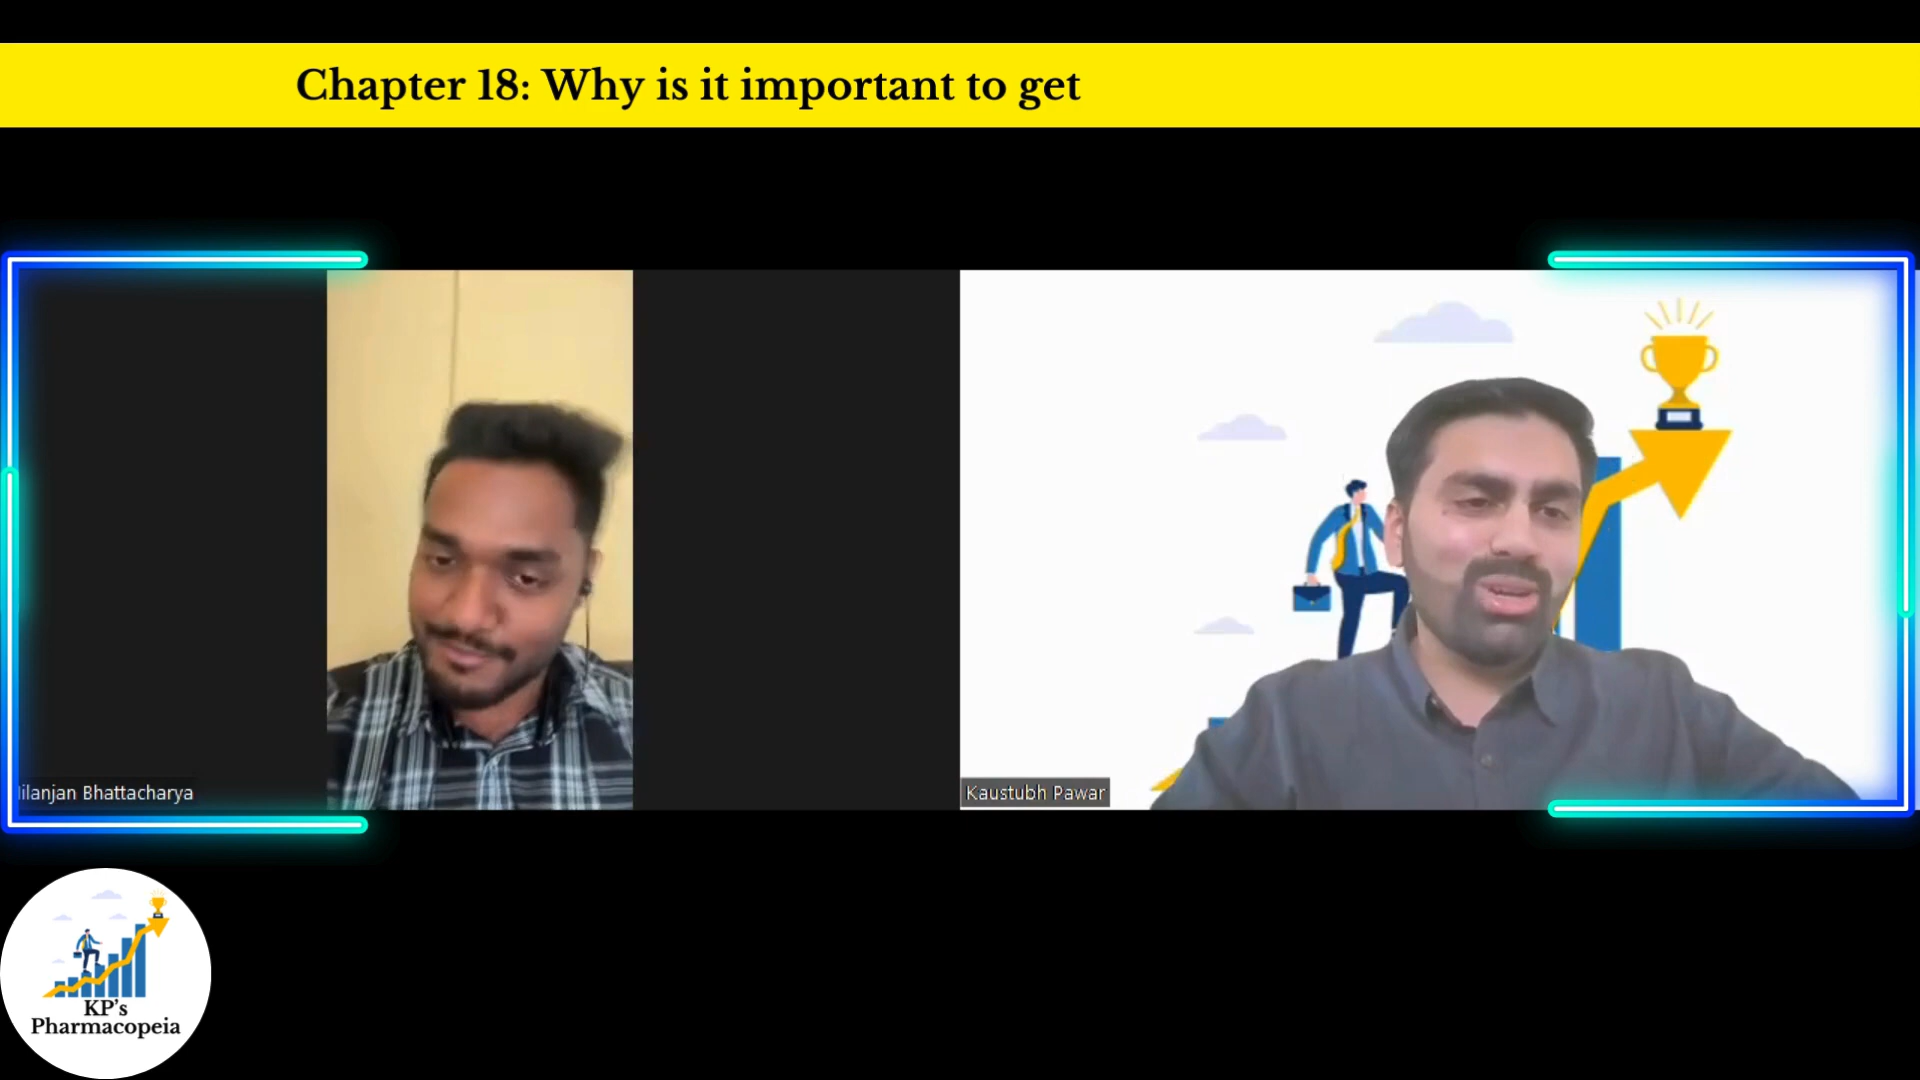 Chapter 18: Why is it important to get
ilanjan Bhattacharya
Kaustubh Pawar
KP's
Pharmacopeia